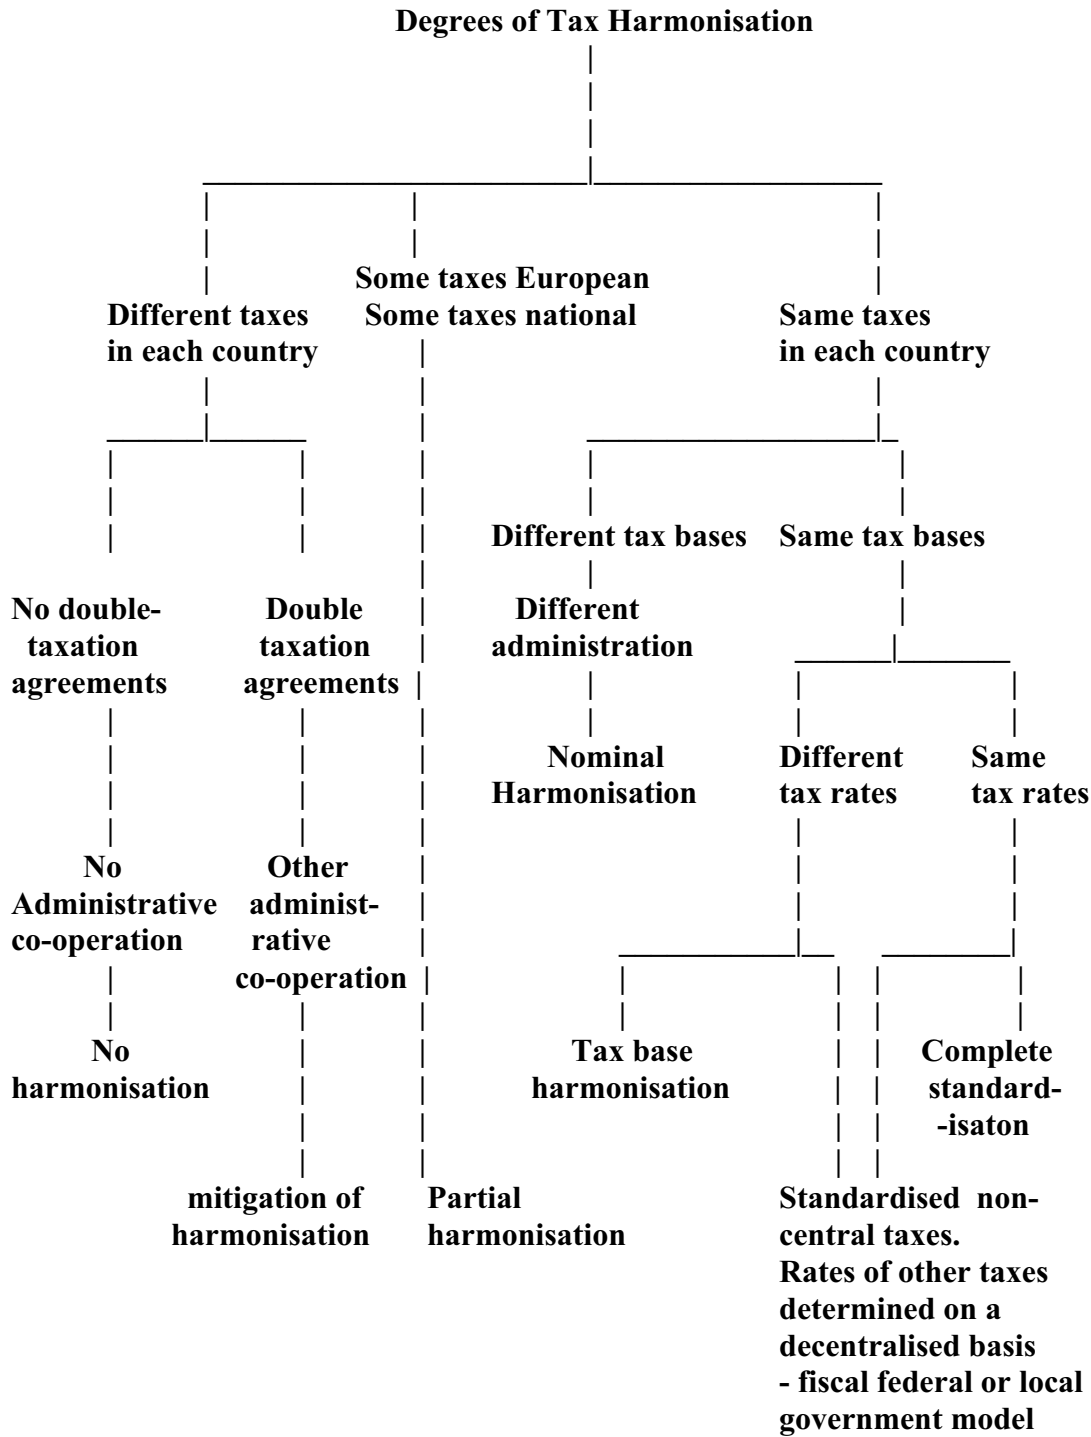 Degrees of Tax Harmonisation
Some taxes European
Some taxes national
Different taxes
in each country
Same taxes
in each country
Different tax bases
Same tax bases
No double-
taxation
agreements
Double
taxation
agreements
Different
administration
Nominal
Harmonisation
Different
tax rates
Same
tax rates
No
Administrative
co-operation
Other
administ-
rative
co-operation
No
harmonisation
Tax base
harmonisation
Complete
standard-
-isaton
mitigation of
harmonisation
Partial
harmonisation
Standardised non-
central taxes.
Rates of other taxes
determined on a
decentralised basis
- fiscal federal or local
government model